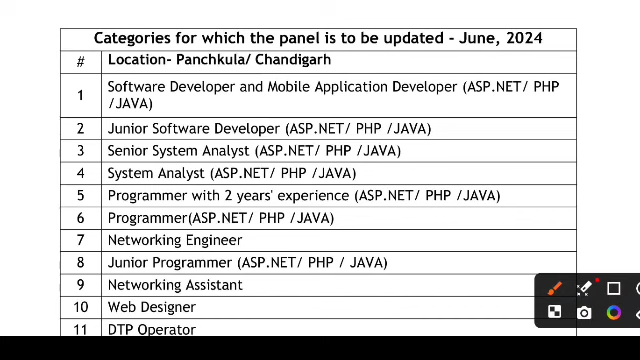 Categories for which the panel is to be updated - June, 2024
# Location- Panchkula/ Chandigarh
1 Software Developer and Mobile Application Developer (ASP.NET/ PHP
/JAVA)
2 Junior Software Developer (ASP.NET/ PHP /JAVA)
3 Senior System Analyst (ASP.NET/ PHP /JAVA)
4 System Analyst (ASP.NET/ PHP /JAVA)
5 Programmer with 2 years' experience (ASP.NET/ PHP /JAVA)
6 Programmer(ASP.NET/ PHP /JAVA)
7 Networking Engineer
8 Junior Programmer (ASP.NET/ PHP / JAVA)
9 Networking Assistant
10 Web Designer
11 DTP Operator